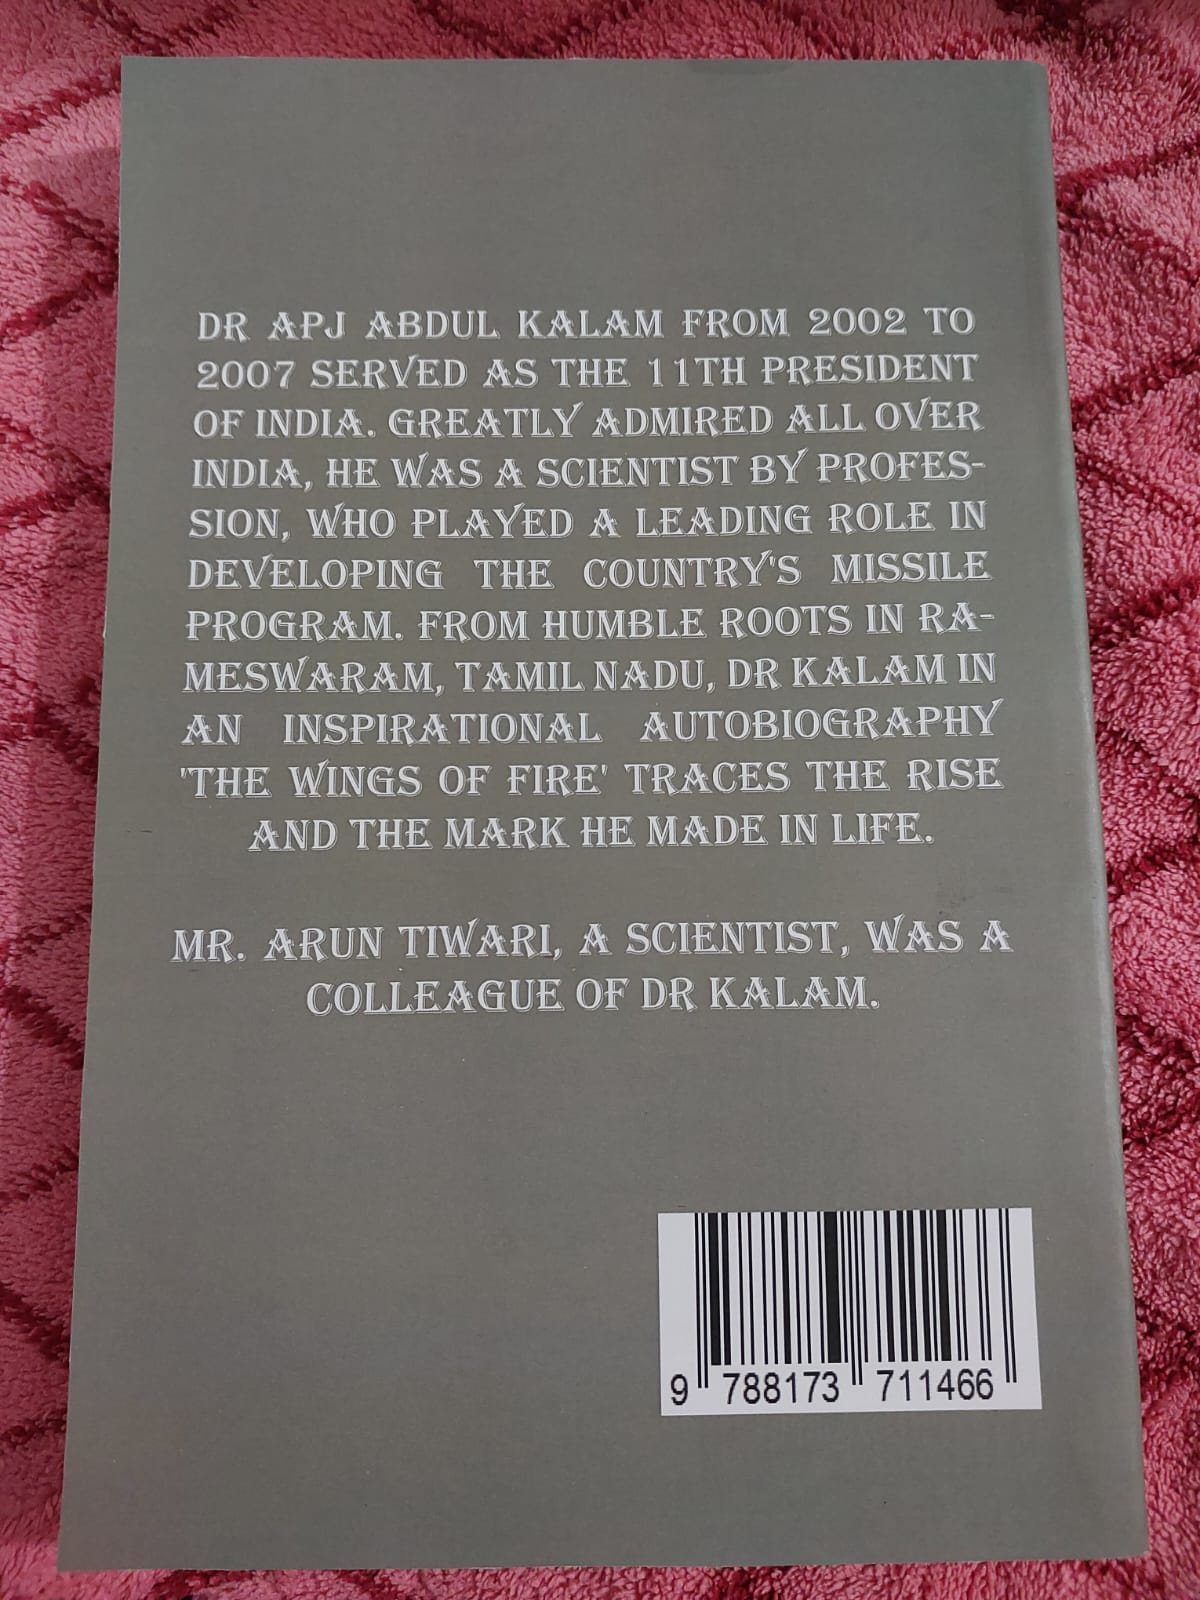 DR APJ ABDUL KALAM FROM 2002 TO
2007 SERVED AS THE 11TH PRESIDENT
OF INDIA. GREATLY ADMIRED ALL OVER
INDIA, HE WAS A SCIENTIST BY PROFES-
SION, WHO PLAYED A LEADING ROLE IN
DEVELOPING THE COUNTRY'S MISSILE
PROGRAM. FROM HUMBLE ROOTS IN RA-
MESWARAM, TAMIL NADU, DR KALAM IN
AN INSPIRATIONAL AUTOBIOGRAPHY
'THE WINGS OF FIRE' TRACES THE RISE
AND THE MARK HE MADE IN LIFE.
MR. ARUN TIWARI, A SCIENTIST, WAS A
COLLEAGUE OF DR KALAM.
9 788173 711466